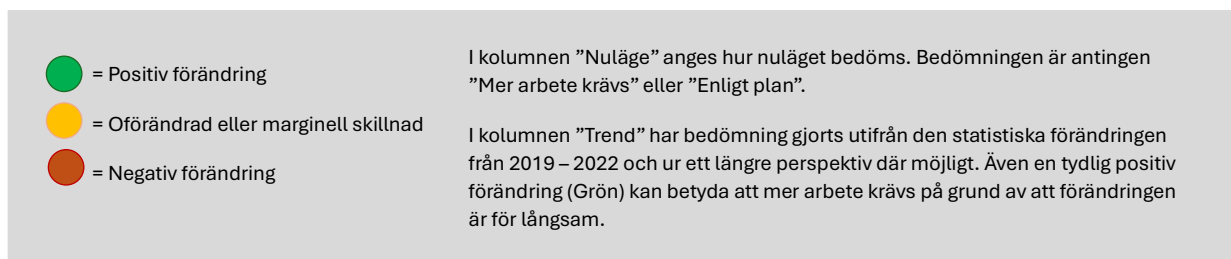 = Positiv förändring
= Oförändrad eller marginell skillnad
= Negativ förändring
I kolumnen ”Nuläge” anges hur nuläget bedöms. Bedömningen är antingen
”Mer arbete krävs” eller ”Enligt plan”.
I kolumnen ”Trend” har bedömning gjorts utifrån den statistiska förändringen
från 2019 – 2022 och ur ett längre perspektiv där möjligt. Även en tydlig positiv
förändring (Grön) kan betyda att mer arbete krävs på grund av att förändringen
är för långsam.